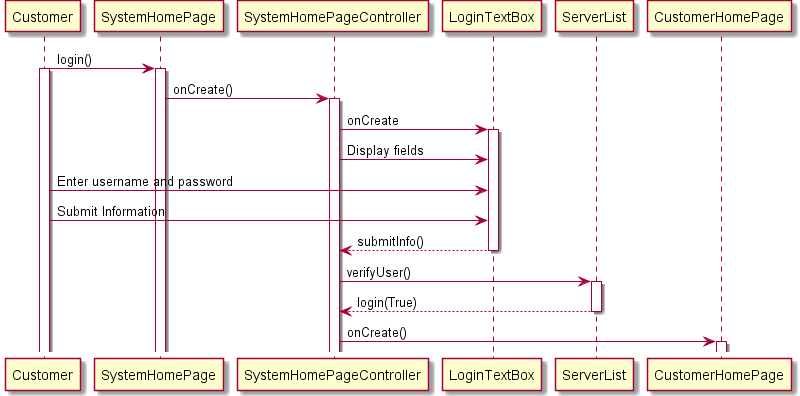 Customer SystemHomePage SystemHomePageController LoginTextBox ServerList CustomerHomePage
login()
onCreate()
onCreate
Display fields
Enter username and password
Submit Information
submitInfo()
verifyUser()
login(True)
onCreate()
Customer SystemHomePage SystemHomePageController LoginTextBox ServerList CustomerHomePage